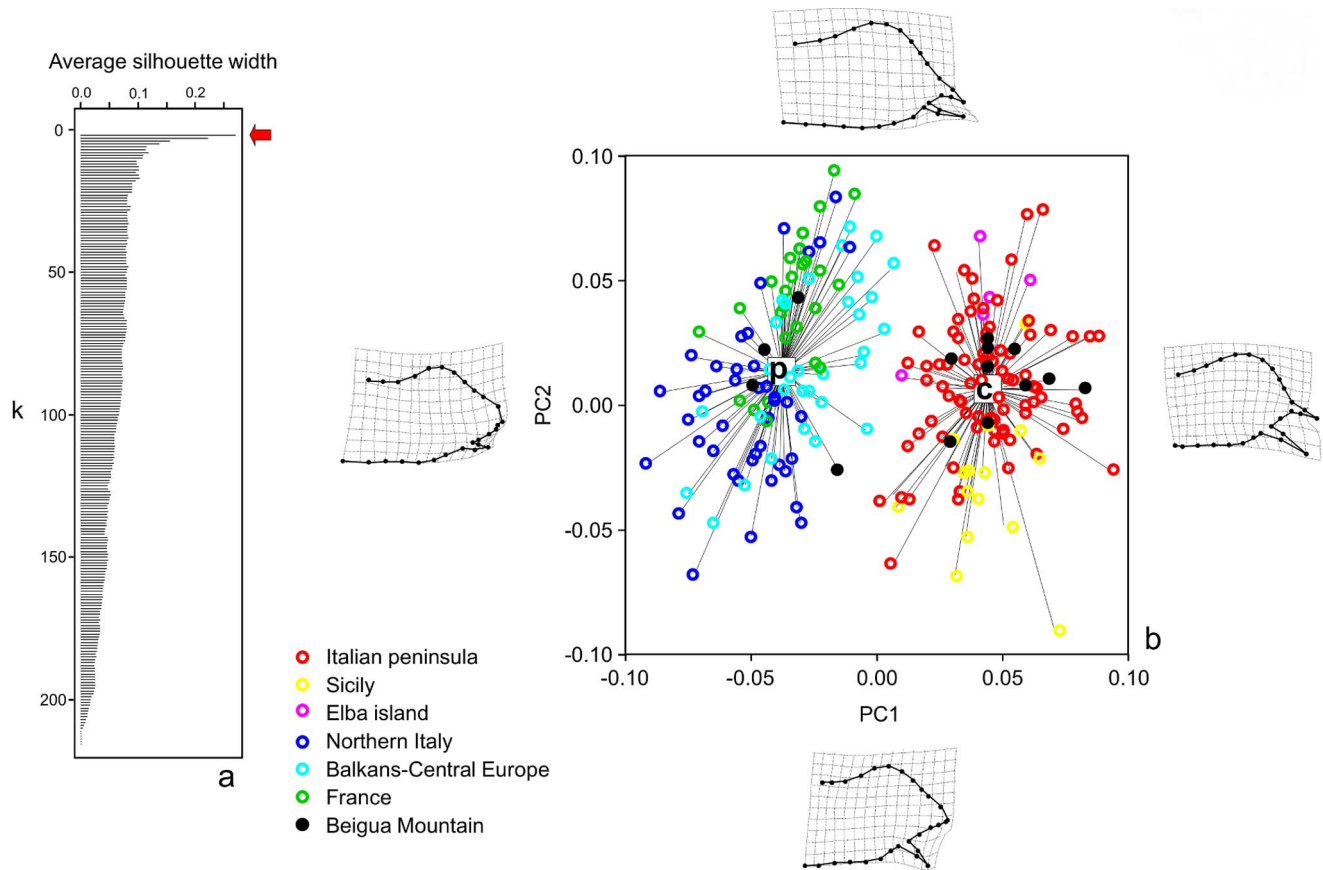 Average silhouette width
0.0 0.1 0.2
0
50
k
100
150
200
a
0.10
0.05
PC2
0.00
-0.05
-0.10
p
c
b
-0.10 -0.05 0.00 0.05 0.10
PC1
Italian peninsula
Sicily
Elba island
Northern Italy
Balkans-Central Europe
France
Beigua Mountain